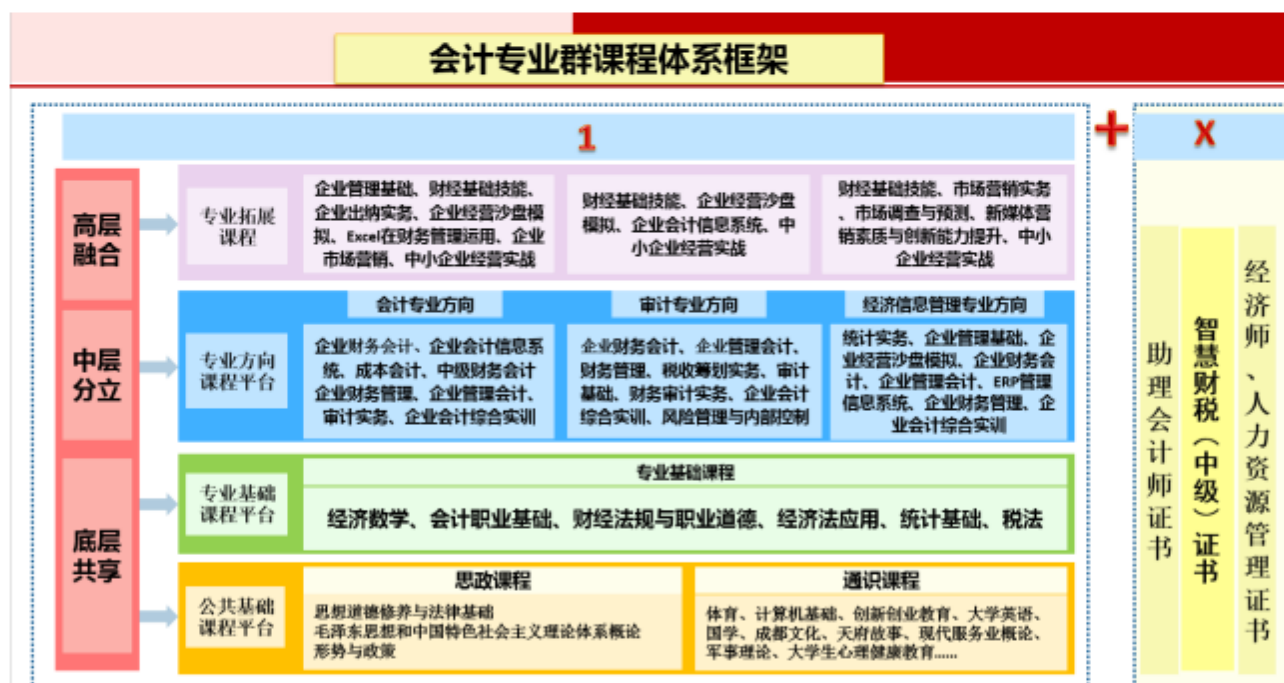 会计专业群课程体系框架
1
+
X
高层
融合
专业拓展
课程
企业管理基础、财经基础技能、
企业出纳实务、企业经营沙盘模
拟、Excel在财务管理运用、企业
市场营销、中小企业经营实战
财经基础技能、企业经营沙盘
模拟、企业会计信息系统、中
小企业经营实战
财经基础技能、市场营销实务
、市场调查与预测、新媒体营
销素质与创新能力提升、中小
企业经营实战
中层
分立
专业方向
课程平台
会计专业方向
企业财务会计、企业会计信息系
统、成本会计、中级财务会计
企业财务管理、企业管理会计、
审计实务、企业会计综合实训
审计专业方向
企业财务会计、企业管理会计、
财务管理、税收筹划实务、审计
基础、财务审计实务、企业会计
综合实训、风险管理与内部控制
经济信息管理专业方向
统计实务、企业管理基础、企
业经营沙盘模拟、企业财务会
计、企业管理会计、ERP管理
信息系统、企业财务管理、企
业会计综合实训
底层
共享
专业基础
课程平台
专业基础课程
经济数学、会计职业基础、财经法规与职业道德、经济法应用、统计基础、税法
公共基础
课程平台
思政课程
思想道德修养与法律基础
毛泽东思想和中国特色社会主义理论体系概论
形势与政策
通识课程
体育、计算机基础、创新创业教育、大学英语、
国学、成都文化、天府故事、现代服务业概论、
军事理论、大学生心理健康教育......
助理会计师证书
智慧财税（中级）证书
经济师、人力资源管理证书